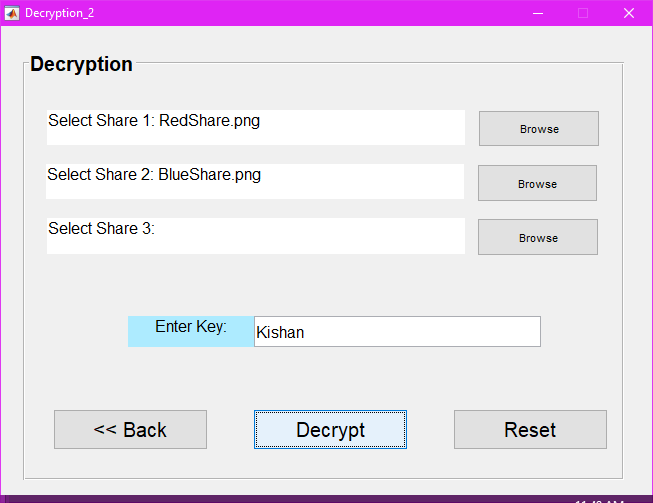 Decryption_2
Decryption
Select Share 1: RedShare.png
Browse
Select Share 2: BlueShare.png
Browse
Select Share 3:
Browse
Enter Key:
Kishan
<< Back
Decrypt
Reset